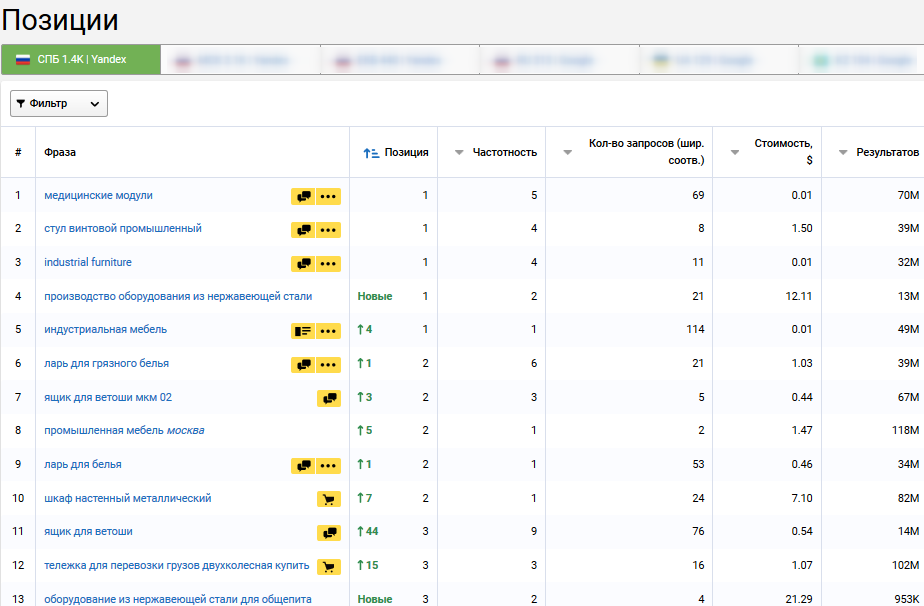 Позиции
СПБ 1.4K | Yandex
Фильтр
# Фраза Позиция Частотность Кол-во запросов (шир. соотв.) Стоимость, $ Результатов
1 медицинские модули 1 5 69 0.01 70M
2 стул винтовой промышленный 1 4 8 1.50 39M
3 industrial furniture 1 4 11 0.01 32M
4 производство оборудования из нержавеющей стали Новые 1 2 21 12.11 13M
5 индустриальная мебель ↑4 1 1 114 0.01 49M
6 ларь для грязного белья ↑1 2 6 21 1.03 39M
7 ящик для ветоши мкм 02 ↑3 2 3 5 0.44 67M
8 промышленная мебель москва ↑5 2 1 2 1.47 118M
9 ларь для белья ↑1 2 1 53 0.46 34M
10 шкаф настенный металлический ↑7 2 1 24 7.10 82M
11 ящик для ветоши ↑44 3 9 76 0.54 14M
12 тележка для перевозки грузов двухколесная купить ↑15 3 3 16 1.07 102M
13 оборудование из нержавеющей стали для общепита Новые 3 2 4 21.29 953K